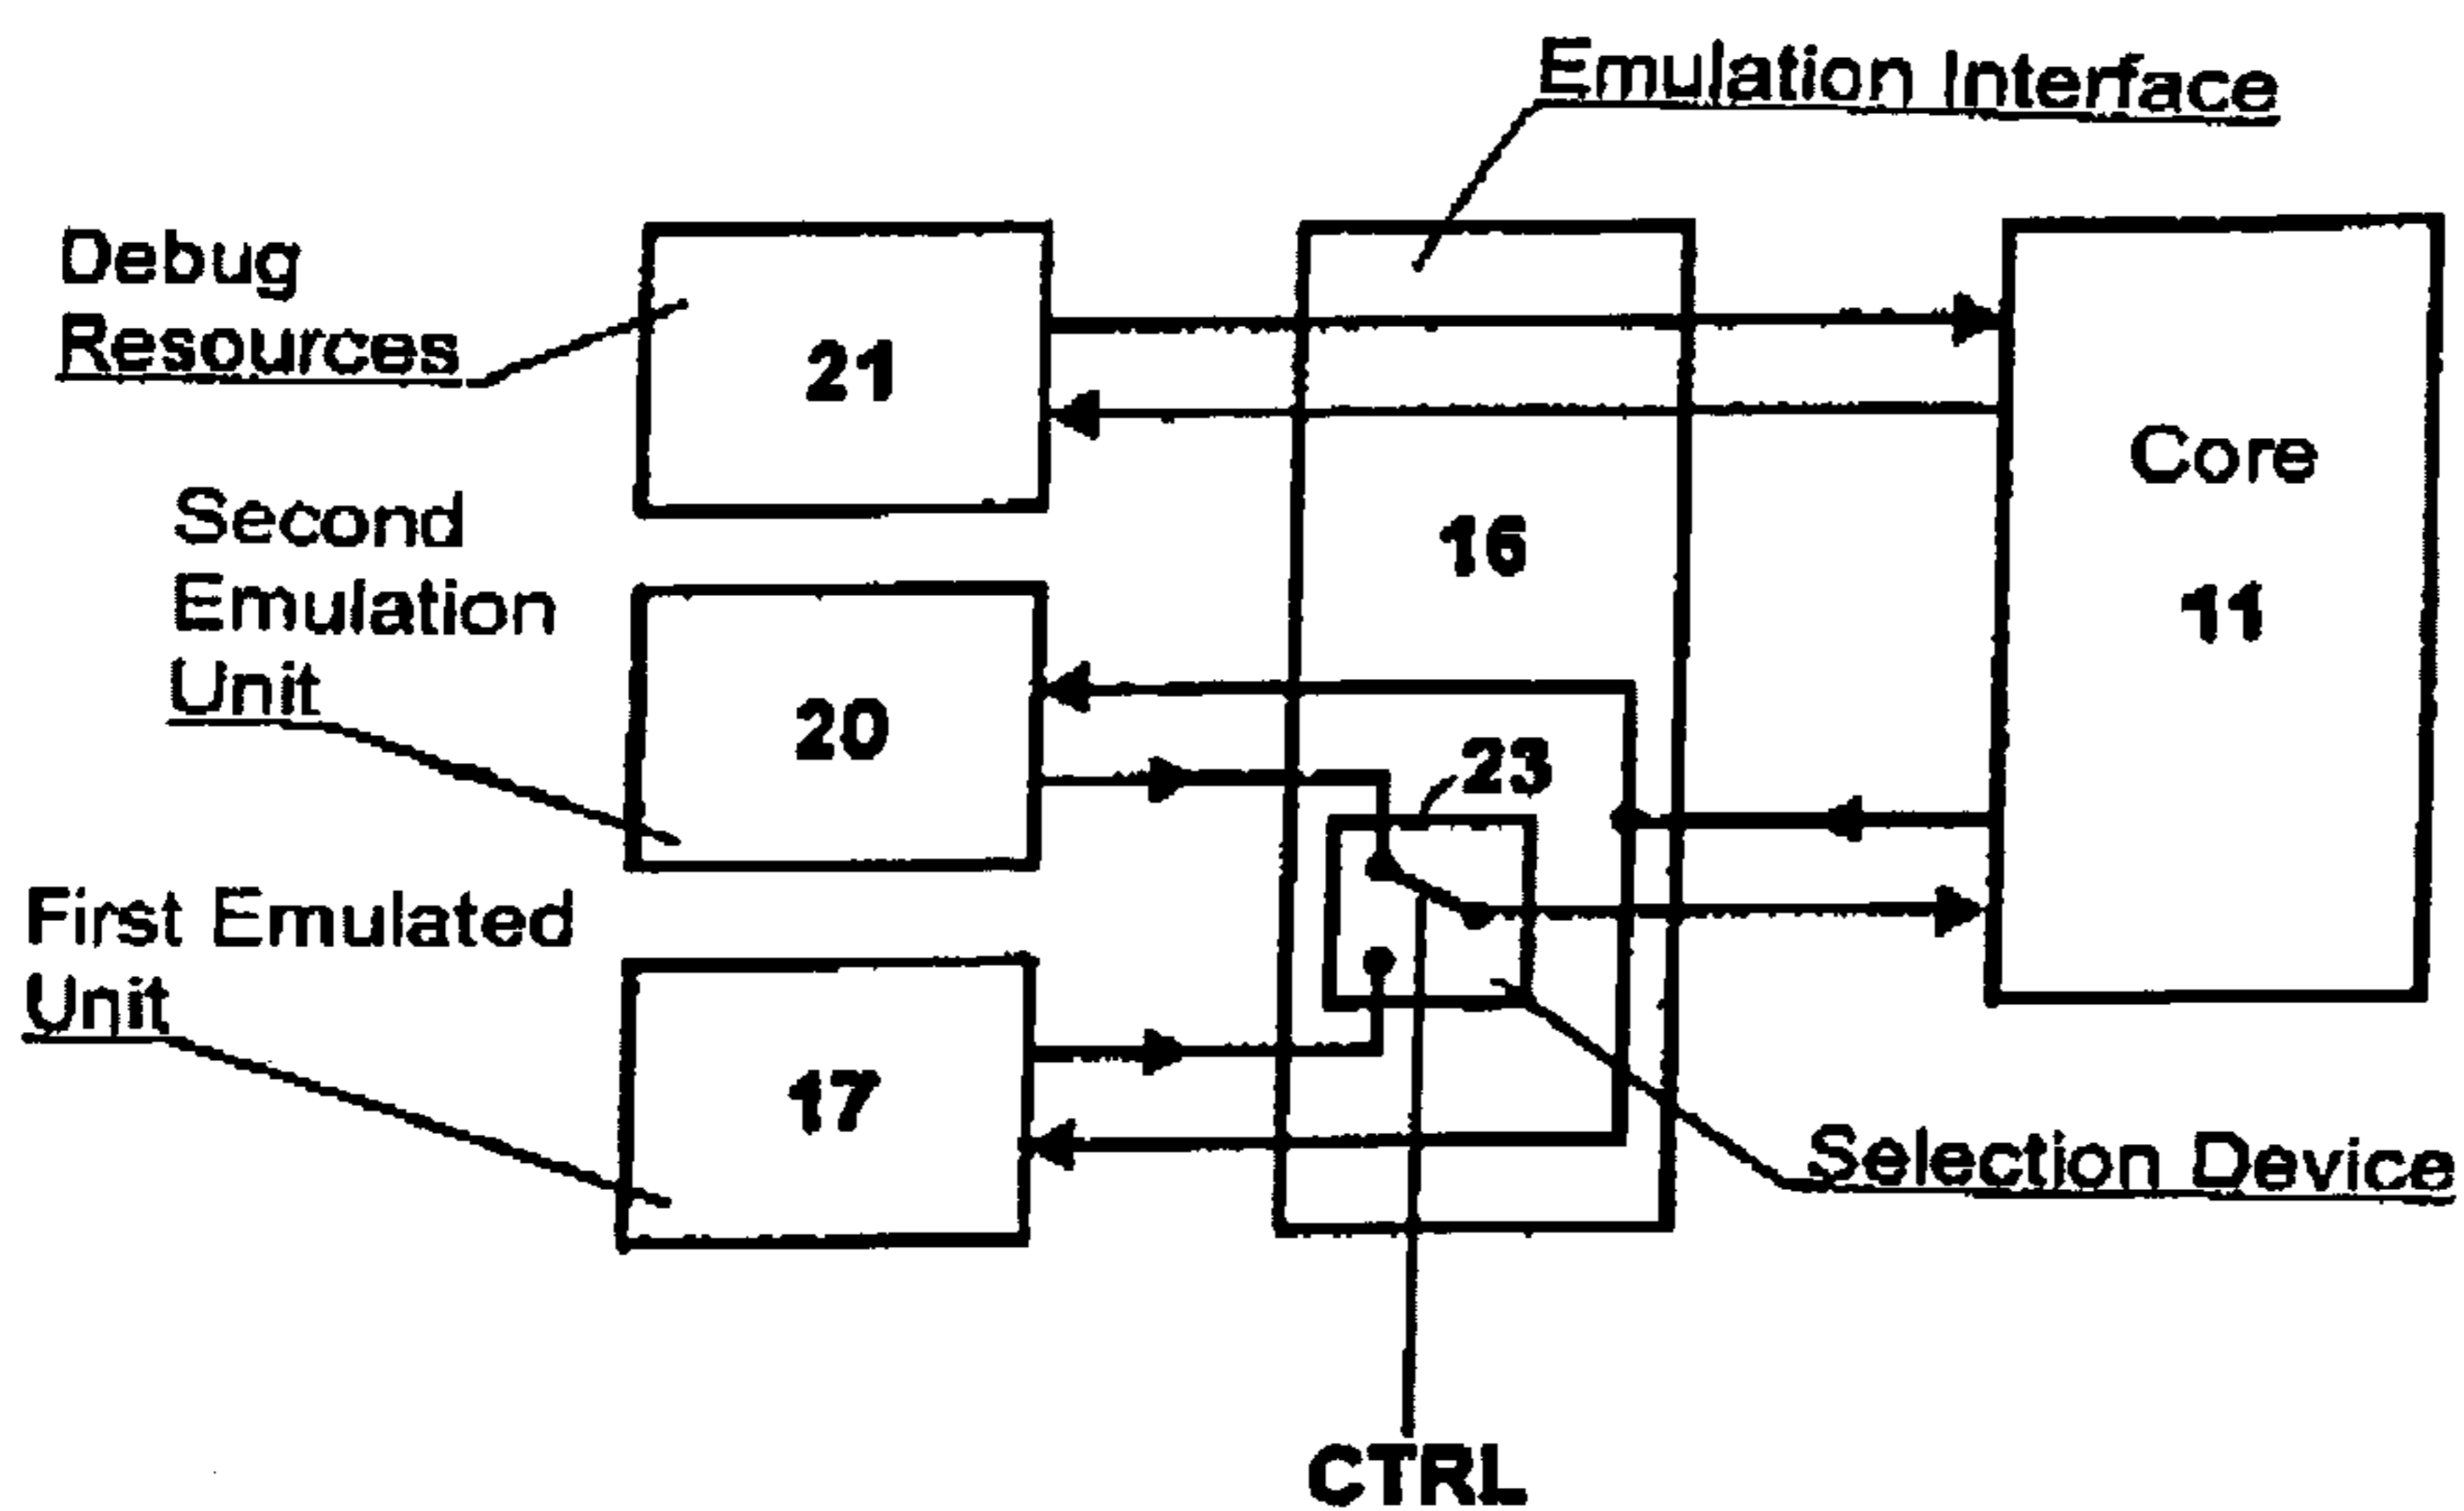 Emulation Interface
Debug
Resources
21
Core
11
16
Second
Emulation
Unit
20
23
First Emulated
Unit
17
Selection Device
CTRL